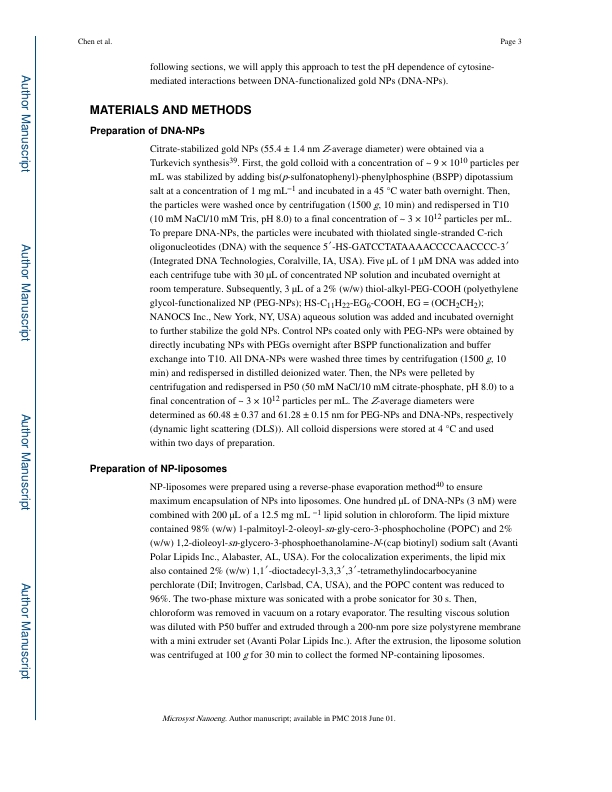 Chen et al.
Page 3
following sections, we will apply this approach to test the pH dependence of cytosine-
mediated interactions between DNA-functionalized gold NPs (DNA-NPs).
MATERIALS AND METHODS
Preparation of DNA-NPs
Citrate-stabilized gold NPs (55.4 ± 1.4 nm Z-average diameter) were obtained via a
Turkevich synthesis³⁹. First, the gold colloid with a concentration of ~ 9 × 10¹⁰ particles per
mL was stabilized by adding bis(p-sulfonatophenyl)-phenylphosphine (BSPP) dipotassium
salt at a concentration of 1 mg mL⁻¹ and incubated in a 45 °C water bath overnight. Then,
the particles were washed once by centrifugation (1500 g, 10 min) and redispersed in T10
(10 mM NaCl/10 mM Tris, pH 8.0) to a final concentration of ~ 3 × 10¹² particles per mL.
To prepare DNA-NPs, the particles were incubated with thiolated single-stranded C-rich
oligonucleotides (DNA) with the sequence 5′-HS-GATCCTATAAAACCCCAACCCC-3′
(Integrated DNA Technologies, Coralville, IA, USA). Five μL of 1 μM DNA was added into
each centrifuge tube with 30 μL of concentrated NP solution and incubated overnight at
room temperature. Subsequently, 3 μL of a 2% (w/w) thiol-alkyl-PEG-COOH (polyethylene
glycol-functionalized NP (PEG-NPs); HS-C₁₁H₂₂-EG₆-COOH, EG = (OCH₂CH₂);
NANOCS Inc., New York, NY, USA) aqueous solution was added and incubated overnight
to further stabilize the gold NPs. Control NPs coated only with PEG-NPs were obtained by
directly incubating NPs with PEGs overnight after BSPP functionalization and buffer
exchange into T10. All DNA-NPs were washed three times by centrifugation (1500 g, 10
min) and redispersed in distilled deionized water. Then, the NPs were pelleted by
centrifugation and redispersed in P50 (50 mM NaCl/10 mM citrate-phosphate, pH 8.0) to a
final concentration of ~ 3 × 10¹² particles per mL. The Z-average diameters were
determined as 60.48 ± 0.37 and 61.28 ± 0.15 nm for PEG-NPs and DNA-NPs, respectively
(dynamic light scattering (DLS)). All colloid dispersions were stored at 4 °C and used
within two days of preparation.
Preparation of NP-liposomes
NP-liposomes were prepared using a reverse-phase evaporation method⁴⁰ to ensure
maximum encapsulation of NPs into liposomes. One hundred μL of DNA-NPs (3 nM) were
combined with 200 μL of a 12.5 mg mL ⁻¹ lipid solution in chloroform. The lipid mixture
contained 98% (w/w) 1-palmitoyl-2-oleoyl-sn-gly-cero-3-phosphocholine (POPC) and 2%
(w/w) 1,2-dioleoyl-sn-glycero-3-phosphoethanolamine-N-(cap biotinyl) sodium salt (Avanti
Polar Lipids Inc., Alabaster, AL, USA). For the colocalization experiments, the lipid mix
also contained 2% (w/w) 1,1′-dioctadecyl-3,3,3′,3′-tetramethylindocarbocyanine
perchlorate (DiI; Invitrogen, Carlsbad, CA, USA), and the POPC content was reduced to
96%. The two-phase mixture was sonicated with a probe sonicator for 30 s. Then,
chloroform was removed in vacuum on a rotary evaporator. The resulting viscous solution
was diluted with P50 buffer and extruded through a 200-nm pore size polystyrene membrane
with a mini extruder set (Avanti Polar Lipids Inc.). After the extrusion, the liposome solution
was centrifuged at 100 g for 30 min to collect the formed NP-containing liposomes.
Microsyst Nanoeng. Author manuscript; available in PMC 2018 June 01.
Author Manuscript
Author Manuscript
Author Manuscript
Author Manuscript